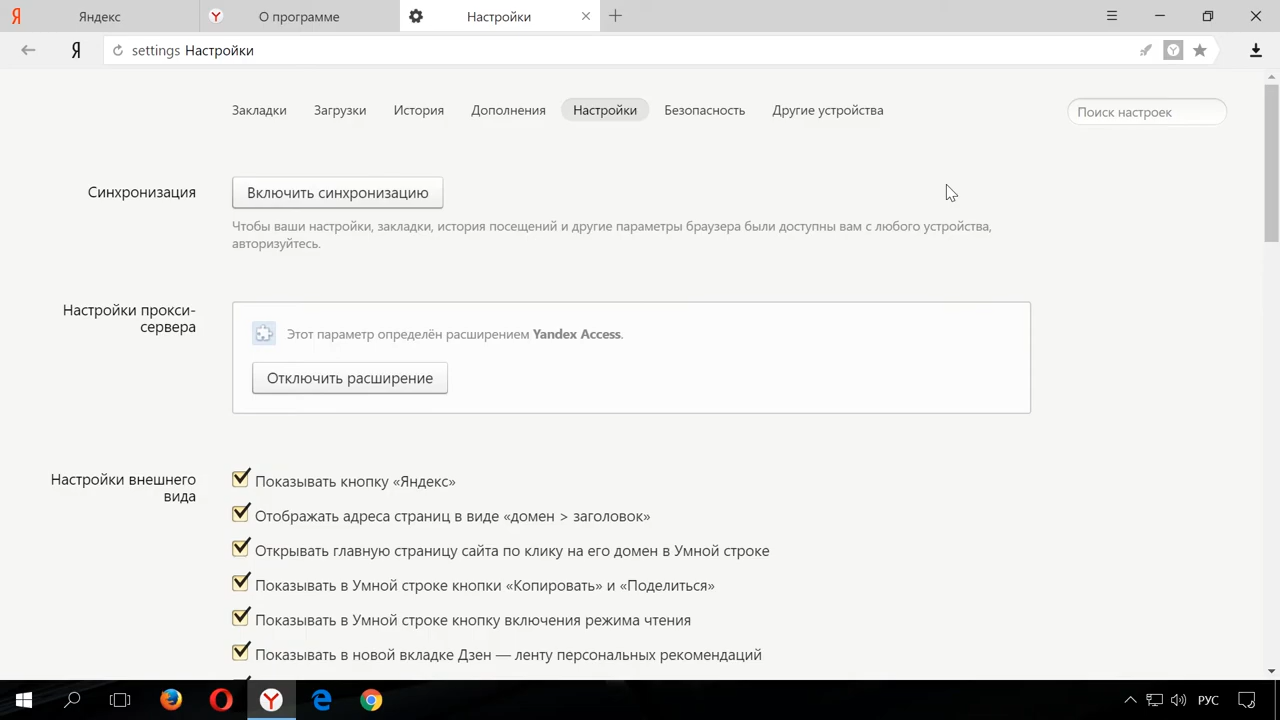 Яндекс
О программе
Настройки
Я
settings Настройки
Закладки
Загрузки
История
Дополнения
Настройки
Безопасность
Другие устройства
Поиск настроек
Синхронизация
Включить синхронизацию
Чтобы ваши настройки, закладки, история посещений и другие параметры браузера были доступны вам с любого устройства,
авторизуйтесь.
Настройки прокси-
сервера
Этот параметр определён расширением Yandex Access.
Отключить расширение
Настройки внешнего
вида
Показывать кнопку «Яндекс»
Отображать адреса страниц в виде «домен > заголовок»
Открывать главную страницу сайта по клику на его домен в Умной строке
Показывать в Умной строке кнопки «Копировать» и «Поделиться»
Показывать в Умной строке кнопку включения режима чтения
Показывать в новой вкладке Дзен — ленту персональных рекомендаций
РУС